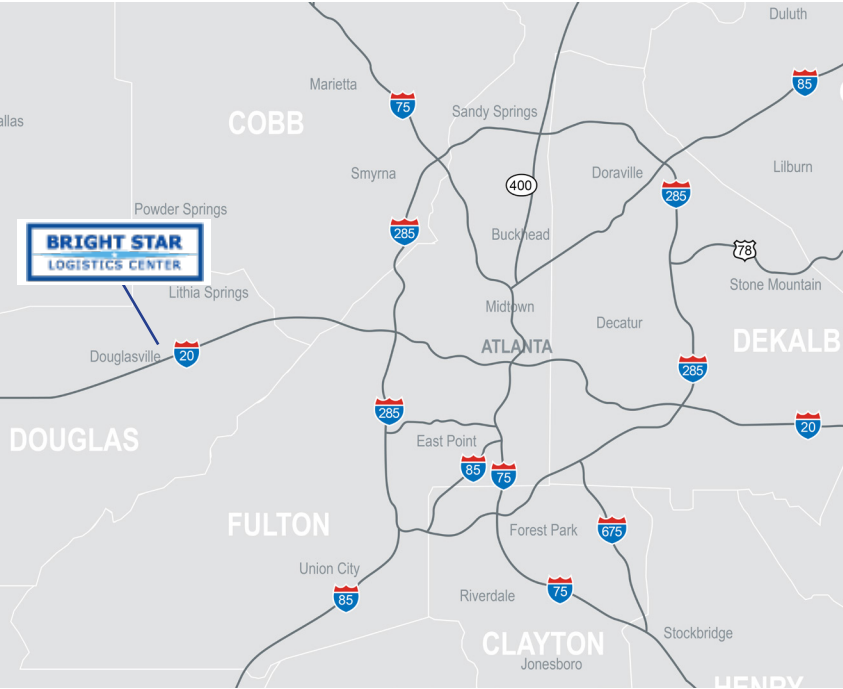 Duluth
85
Marietta
75
Sandy Springs
COBB
allas
Smyrna
Doraville
Lilburn
400
285
Powder Springs
285
Buckhead
78
BRIGHT STAR
LOGISTICS CENTER
Stone Mountain
Lithia Springs
Midtown
Decatur
ATLANTA
DEKALB
Douglasville
20
285
285
20
DOUGLAS
East Point
85
75
FULTON
Forest Park
675
Union City
85
Riverdale
75
CLAYTON
Stockbridge
Jonesboro
HENRY